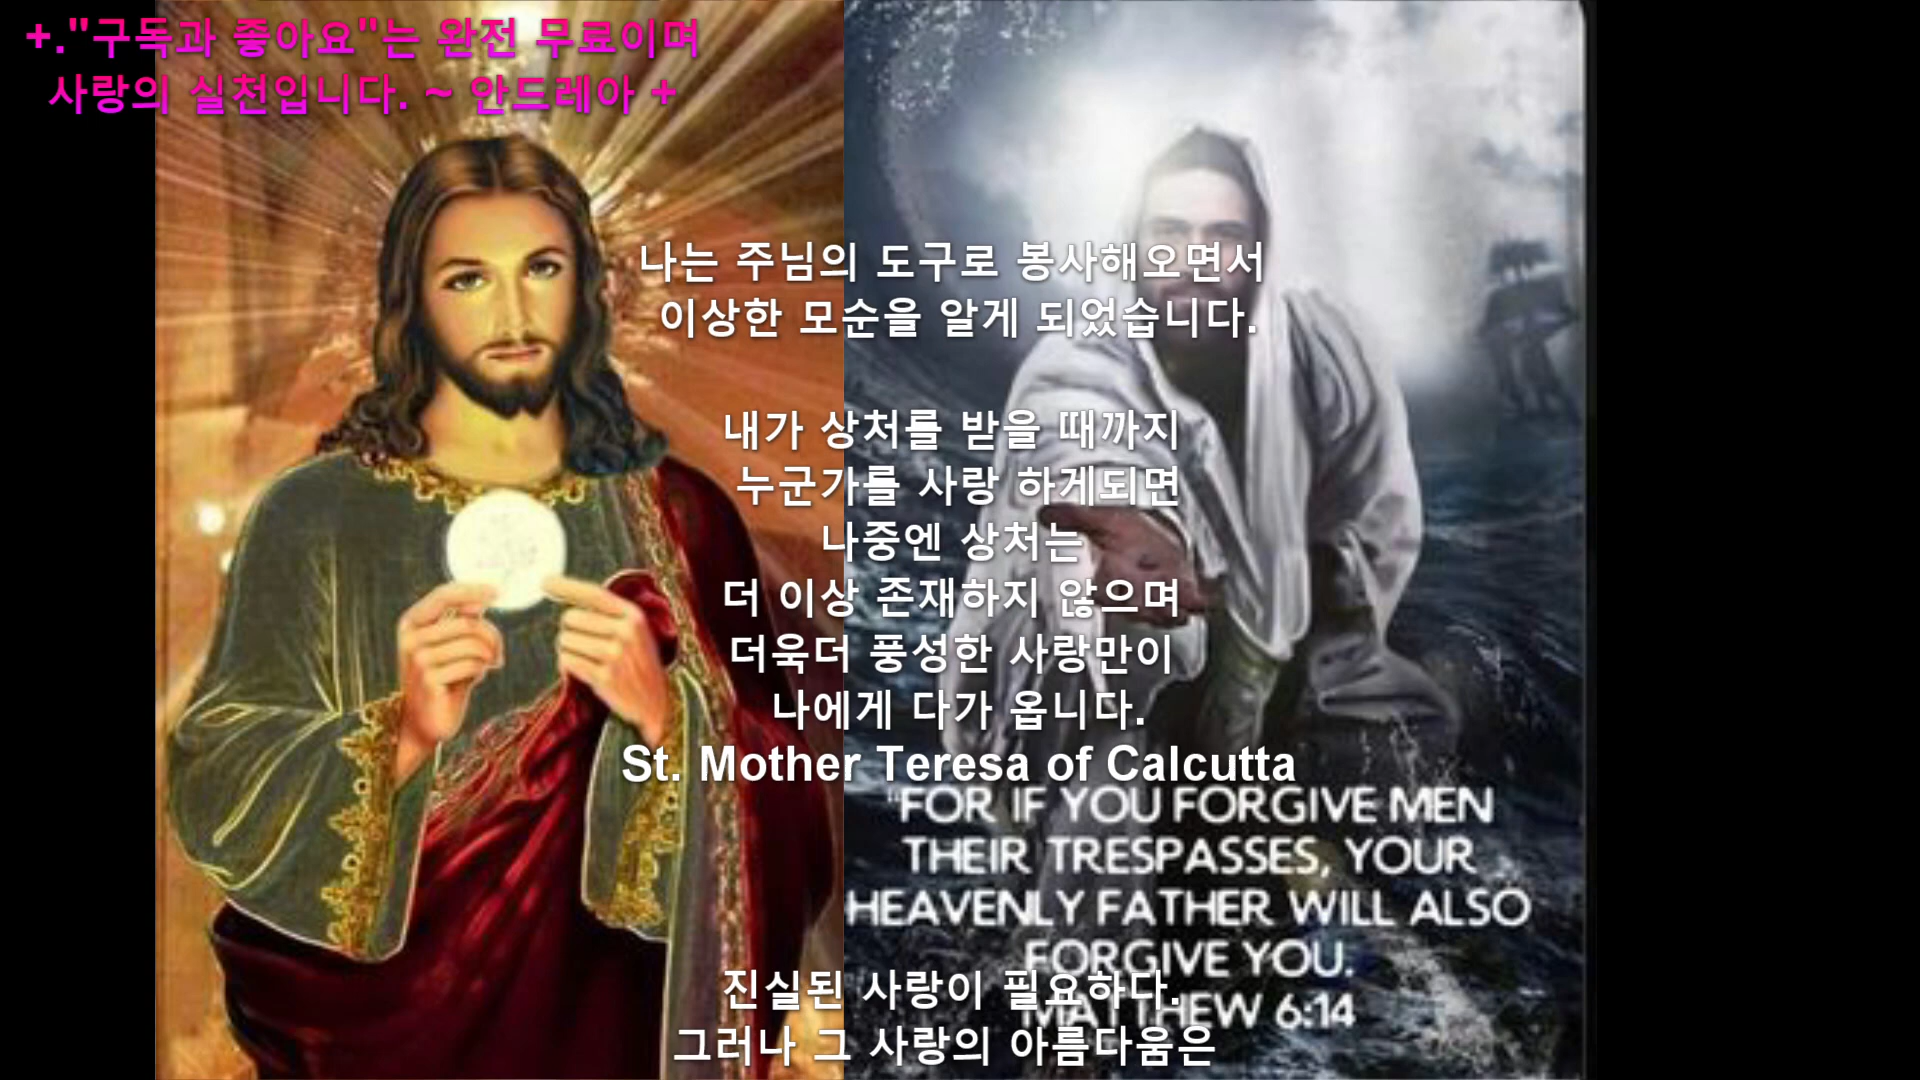 +."구독과 좋아요"는 완전 무료이며
사랑의 실천입니다. ~ 안드레아 +
나는 주님의 도구로 봉사해오면서
이상한 모순을 알게 되었습니다.
내가 상처를 받을 때까지
누군가를 사랑 하게되면
나중엔 상처는
더 이상 존재하지 않으며
더욱더 풍성한 사랑만이
나에게 다가 옵니다.
St. Mother Teresa of Calcutta
"FOR IF YOU FORGIVE MEN
THEIR TRESPASSES, YOUR
HEAVENLY FATHER WILL ALSO
FORGIVE YOU.
MATTHEW 6:14
진실된 사랑이 필요하다.
그러나 그 사랑의 아름다움은